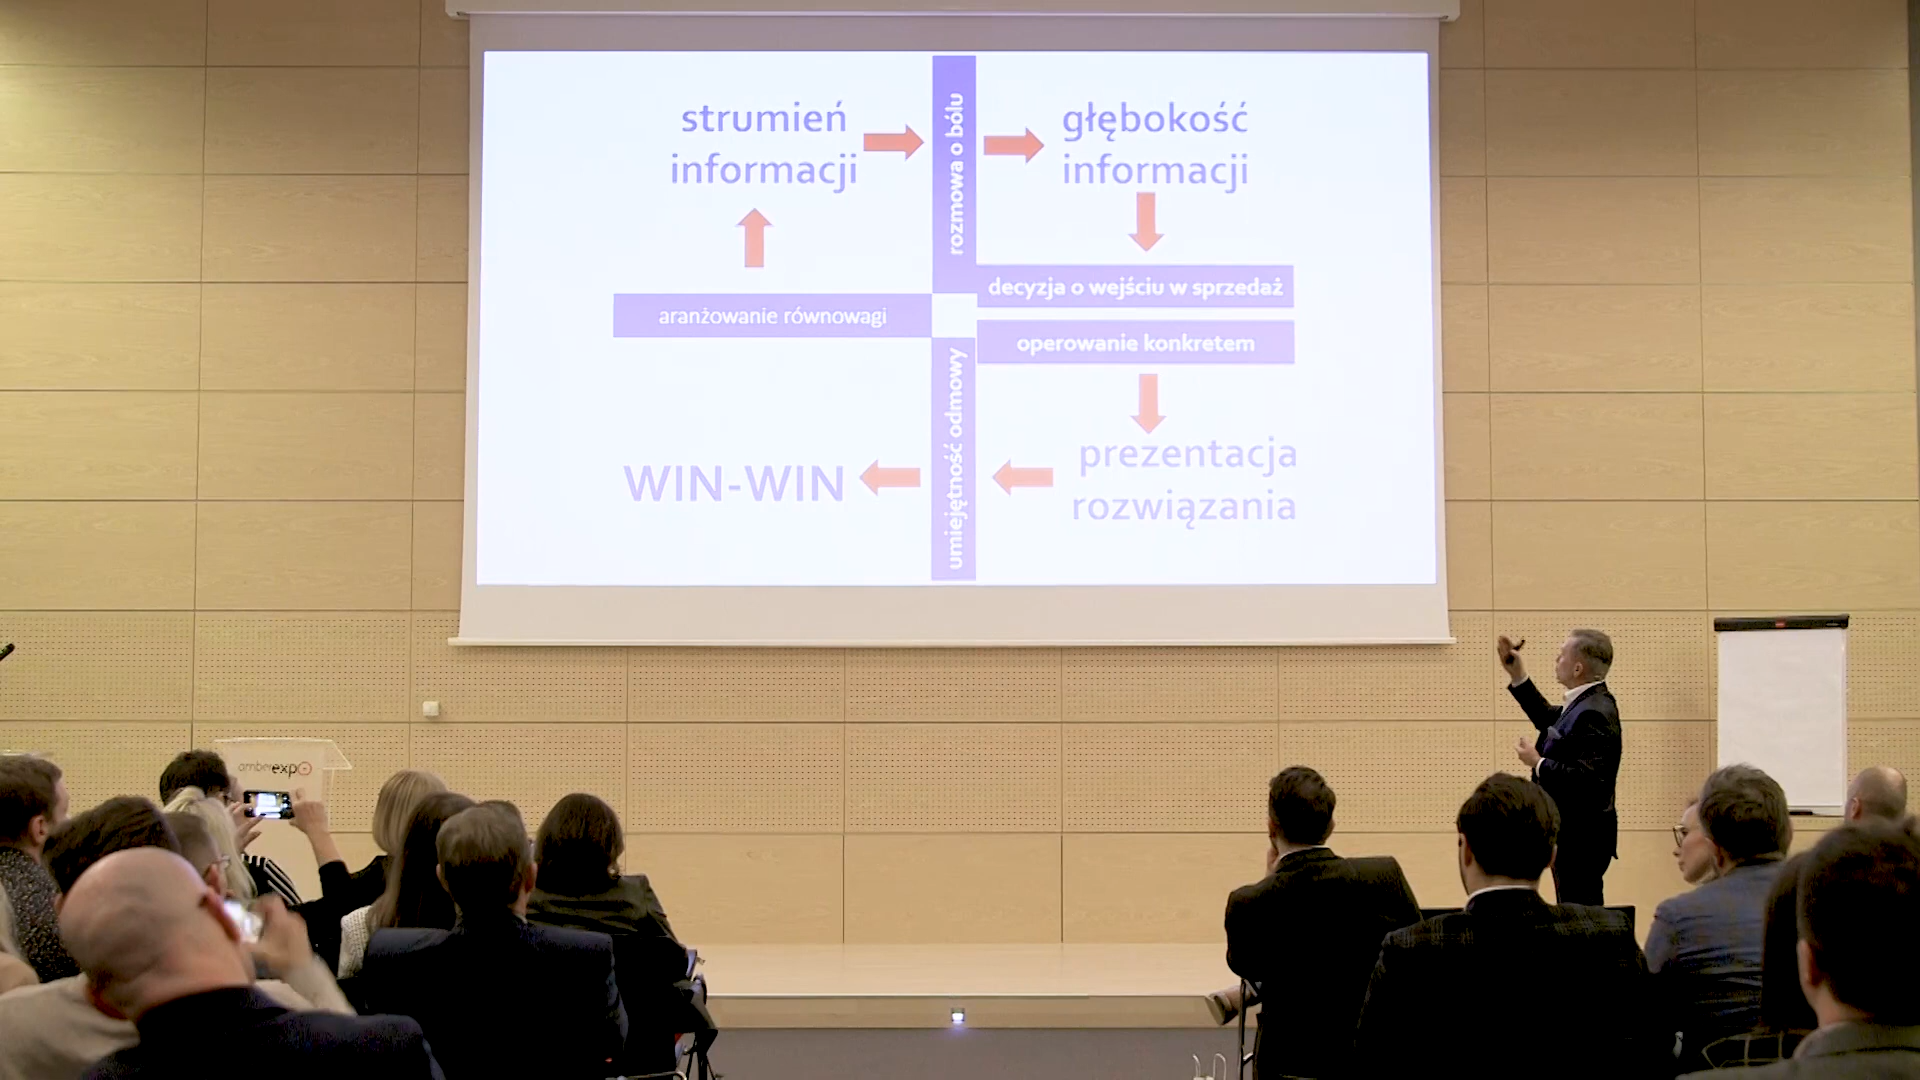 strumień
informacji
rozmowa o bólu
głębokość
informacji
decyzja o wejściu w sprzedaż
aranżowanie równowagi
operowanie konkretem
umiejętność odmowy
WIN-WIN
prezentacja
rozwiązania
amberexpo